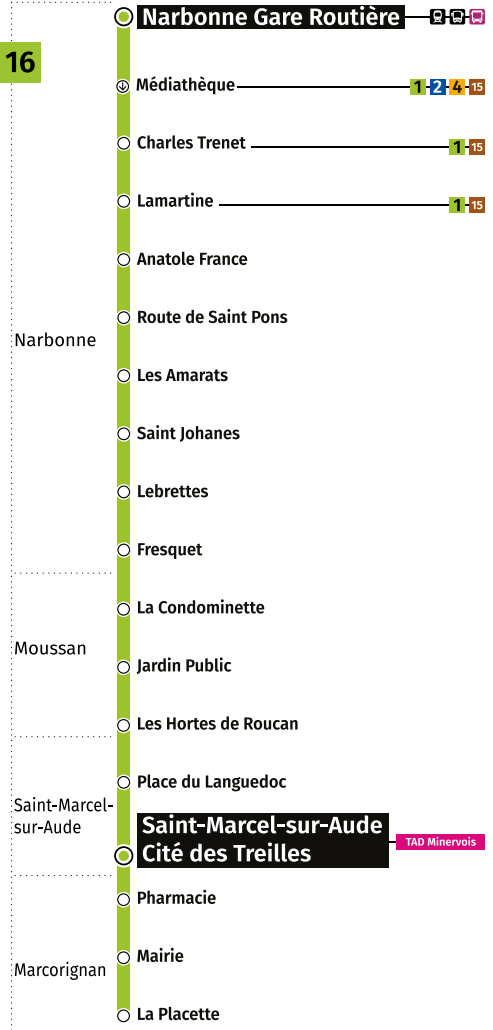 Narbonne Gare Routière
16
Médiathèque 1 2 4 15
Charles Trenet 1 15
Lamartine 1 15
Anatole France
Route de Saint Pons
Narbonne
Les Amarats
Saint Johanes
Lebrettes
Fresquet
La Condominette
Moussan
Jardin Public
Les Hortes de Roucan
Place du Languedoc
Saint-Marcel-
sur-Aude
Saint-Marcel-sur-Aude
Cité des Treilles
TAD Minervois
Pharmacie
Mairie
Marcorignan
La Placette